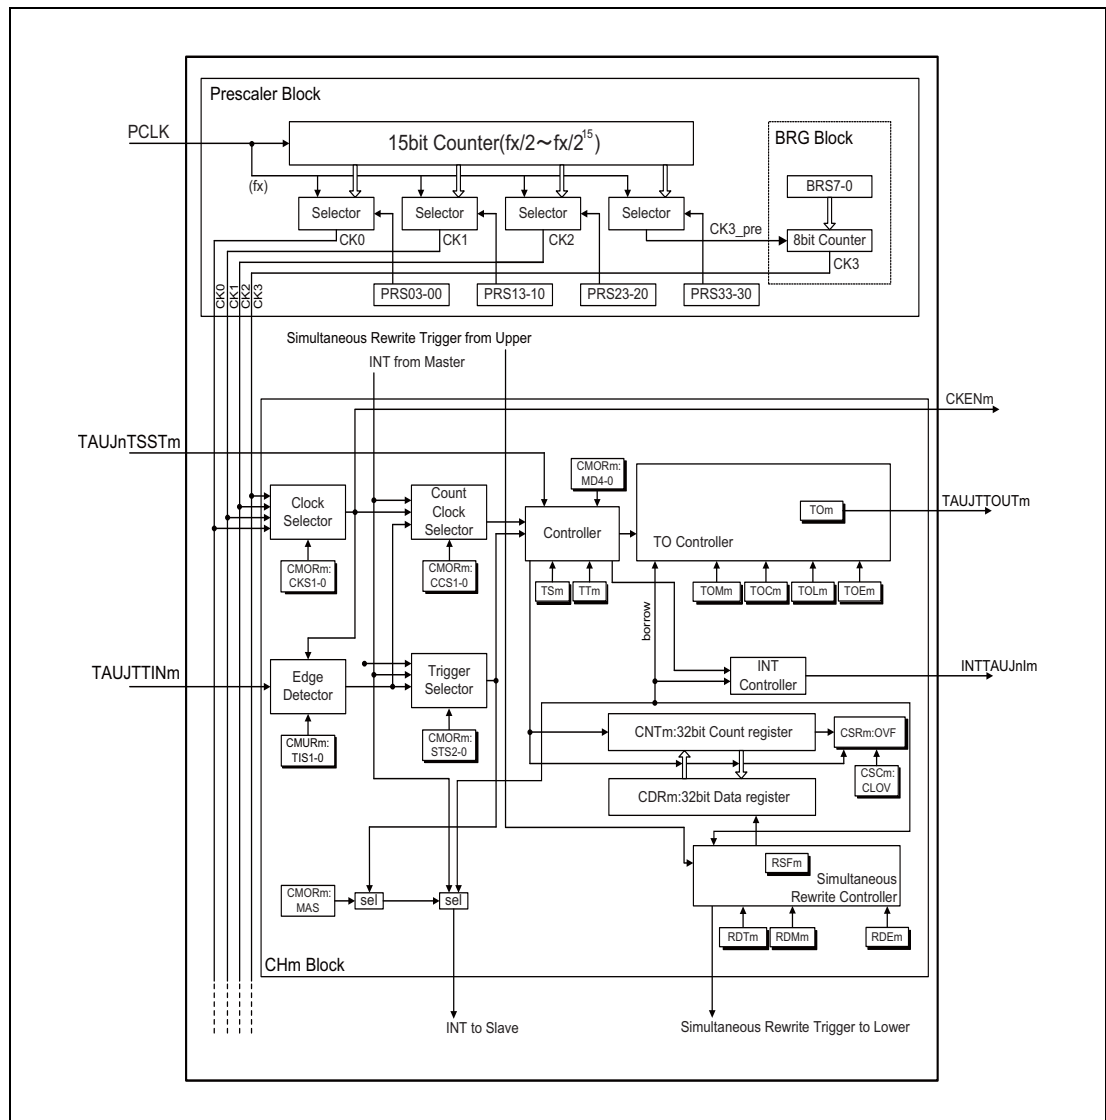 Prescaler Block
PCLK
15bit Counter(fx/2～fx/2^15)
BRG Block
(fx)
BRS7-0
Selector
Selector
Selector
Selector
CK0
CK1
CK2
CK3_pre
8bit Counter
CK3
CK0
CK1
CK2
CK3
PRS03-00
PRS13-10
PRS23-20
PRS33-30
Simultaneous Rewrite Trigger from Upper
INT from Master
CKENm
TAUJnTSSTm
CMORm:
MD4-0
Clock
Selector
Count
Clock
Selector
Controller
TO Controller
TOm
TAUJTTOUTm
CMORm:
CKS1-0
CMORm:
CCS1-0
TSm
TTm
TOMm
TOCm
TOLm
TOEm
borrow
TAUJTTINm
Edge
Detector
Trigger
Selector
INT
Controller
INTTAUJnIm
CMURm:
TIS1-0
CMORm:
STS2-0
CNTm:32bit Count register
CSRm:OVF
CSCm:
CLOV
CDRm:32bit Data register
RSFm
Simultaneous
Rewrite Controller
CMORm:
MAS
sel
sel
RDTm
RDMm
RDEm
CHm Block
INT to Slave
Simultaneous Rewrite Trigger to Lower